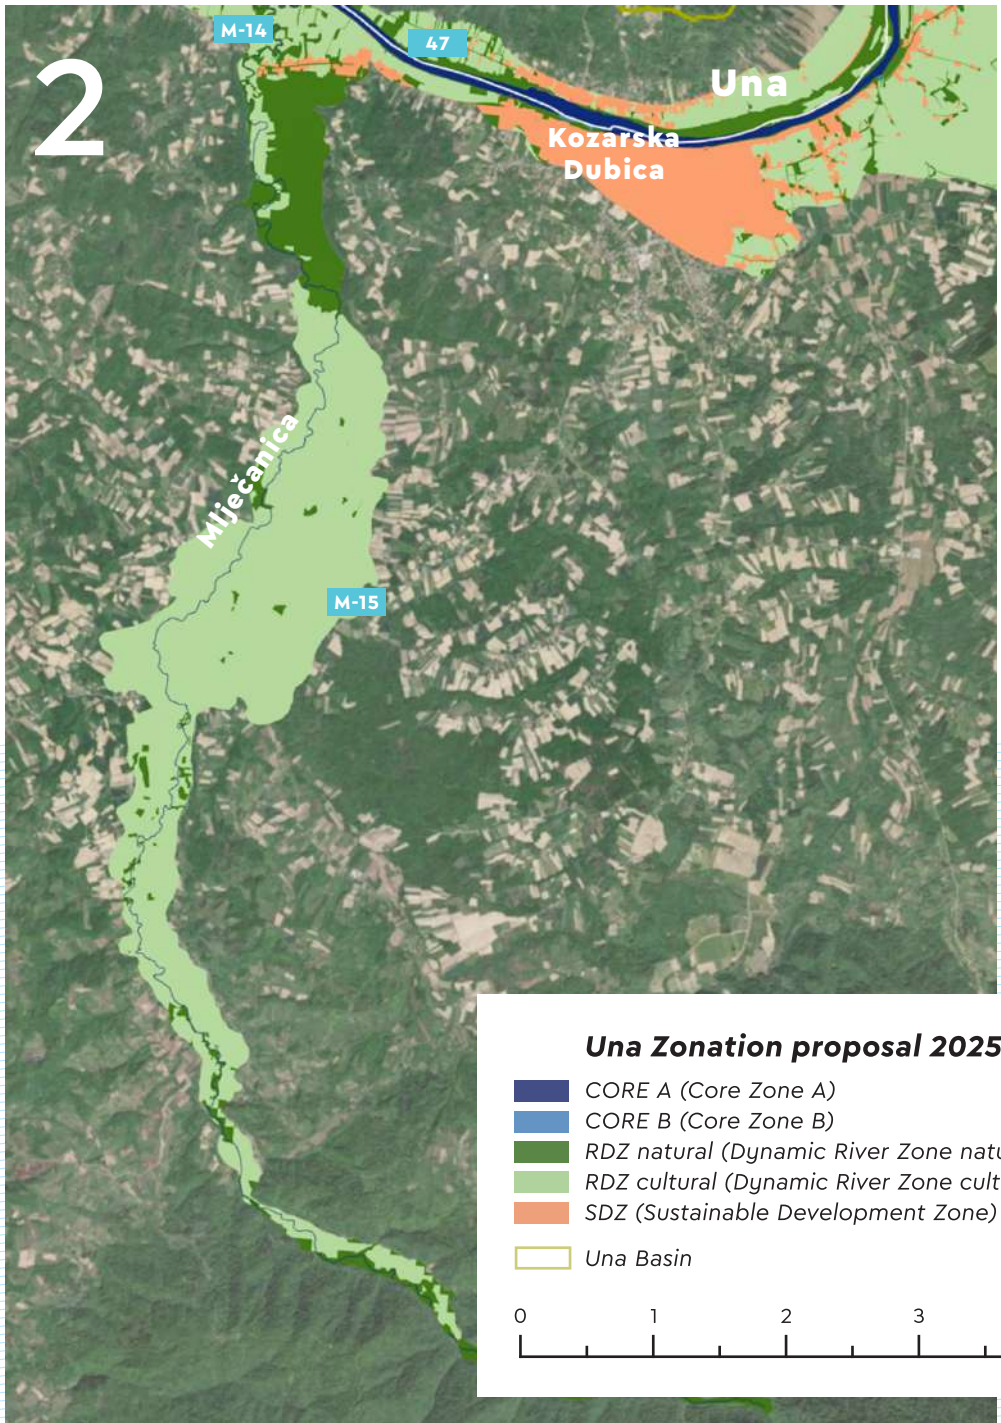 M-14
47
2
Una
Kozarska
Dubica
Mlječanica
M-15
Una Zonation proposal 2025
CORE A (Core Zone A)
CORE B (Core Zone B)
RDZ natural (Dynamic River Zone natu
RDZ cultural (Dynamic River Zone cult
SDZ (Sustainable Development Zone)
Una Basin
0 1 2 3